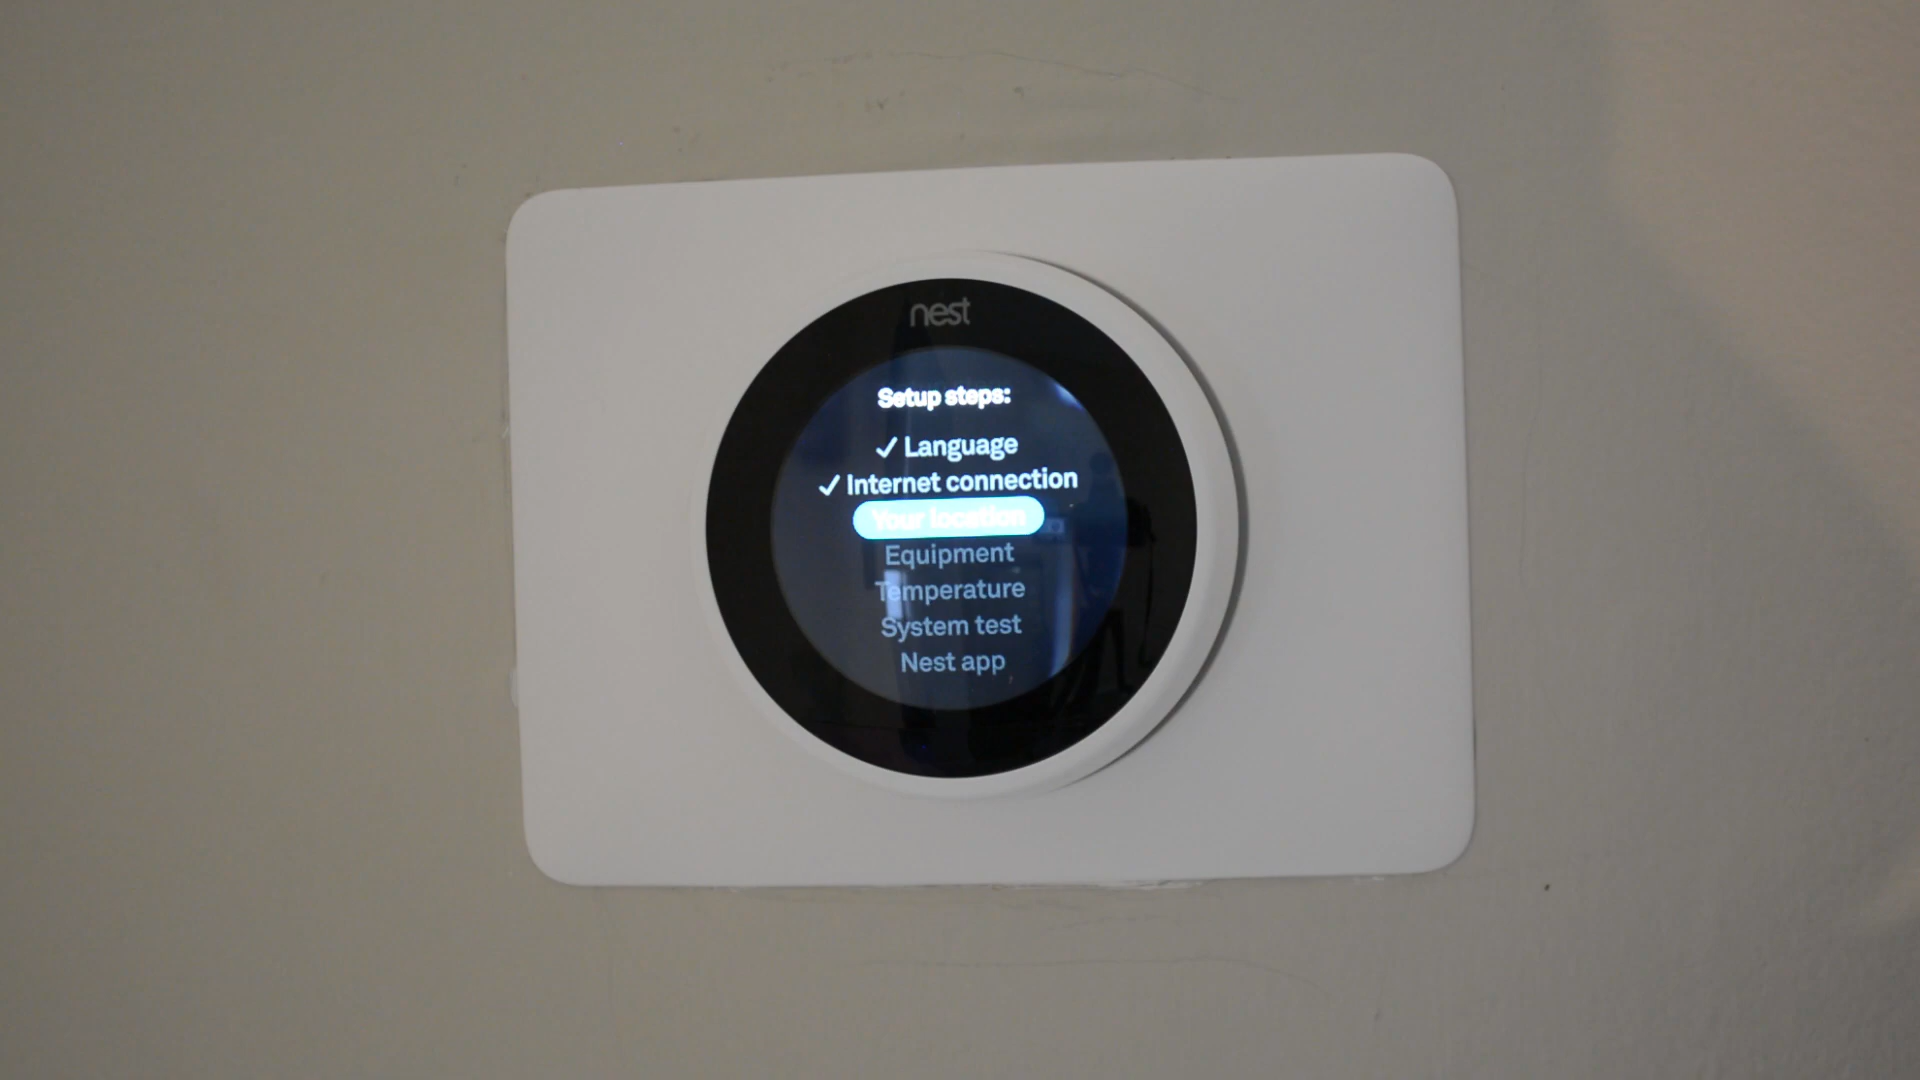 nest
Setup steps:
✓ Language
✓ Internet connection
Your location
Equipment
Temperature
System test
Nest app